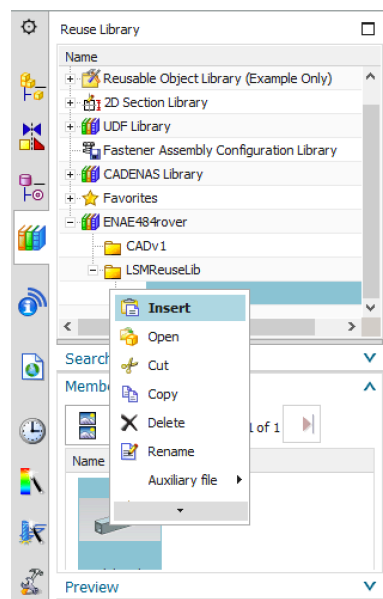 Reuse Library
Name
Reusable Object Library (Example Only)
2D Section Library
UDF Library
Fastener Assembly Configuration Library
CADENAS Library
Favorites
ENAE484rover
CADv1
LSMReuseLib
Insert
Open
Search
Cut
Memb
Copy
Delete
1 of 1
Rename
Name
Auxiliary file
Preview